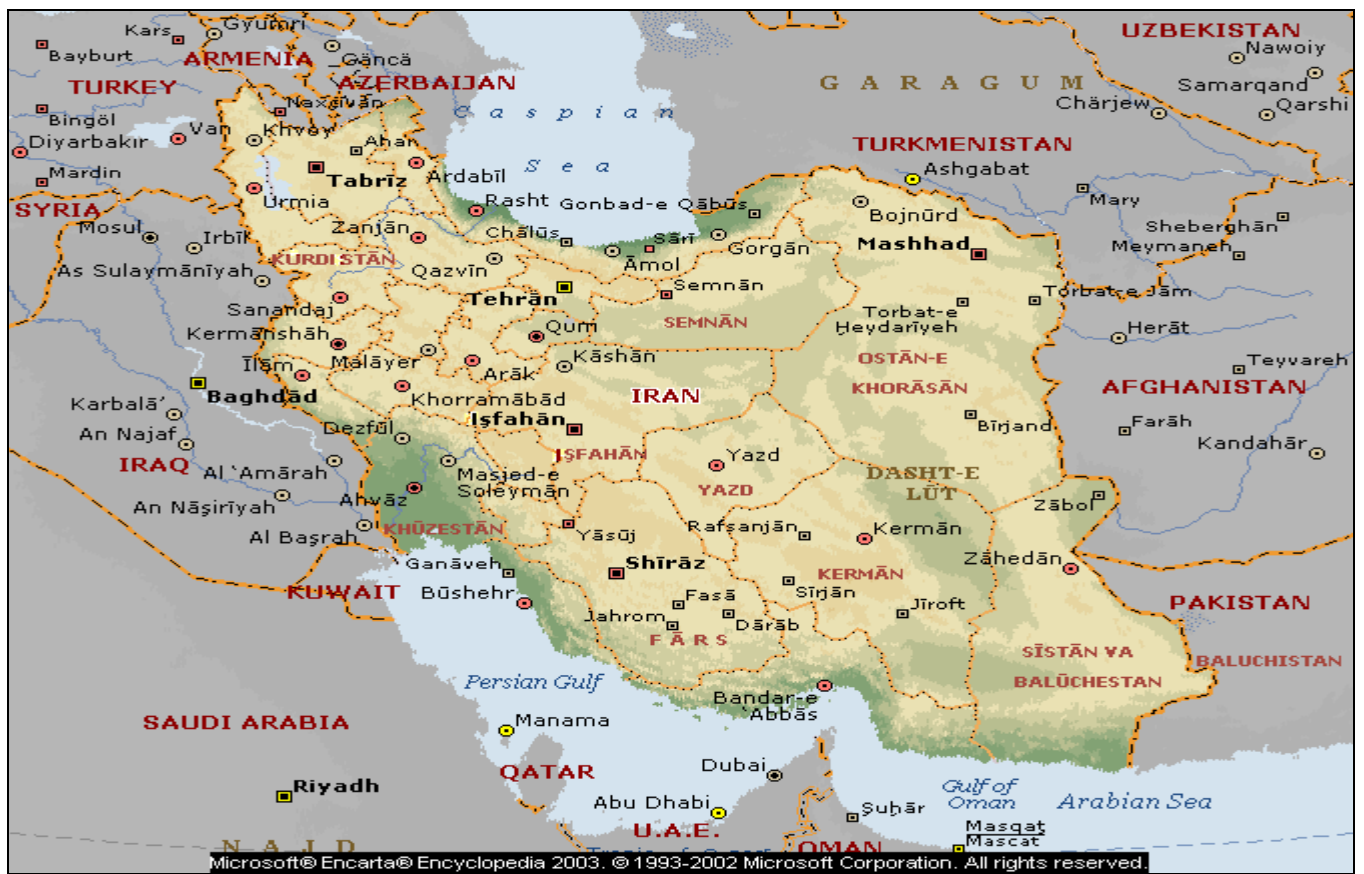 UZBEKISTAN
Kars
Gyumri
Nawoiy
Bayburt
ARMENIA
Gäncä
Samarqand
TURKEY
AZERBAIJAN
GARAGUM
Chärjew
Qarshi
Naxçivan
Caspian
Bingöl
Van
Khvoy
Ahar
Diyarbakır
TURKMENISTAN
Sea
Ashgabat
Mardin
Tabrīz
Ardabīl
SYRIA
Urmia
Rasht
Gonbad-e Qābūs
Bojnūrd
Mary
Mosul
Irbīl
Zanjān
Chālūs
Sārī
Gorgān
Mashhad
Sheberghān
Meymaneh
KURDISTĀN
Āmol
As Sulaymānīyah
Qazvīn
Tehrān
Semnān
Torbat-e Jām
Sanandaj
Torbat-e
Ḩeydarīyeh
SEMNĀN
Herāt
Kermānshāh
Qum
Malāyer
Kāshān
OSTĀN-E
KHORĀSĀN
Īlām
Arāk
Teyvareh
Baghdād
Khorramābād
IRAN
AFGHANISTAN
Karbalā’
Işfahān
Bīrjand
Farāh
An Najaf
Dezfūl
Kandahār
IRAQ
IŞFAHĀN
Yazd
Al ‘Amārah
Masjed-e
Soleymān
YAZD
DASHT-E
LŪT
An Nāşirīyah
Ahvāz
Zābol
Al Başrah
KHŪZESTĀN
Yāsūj
Rafsanjān
Kermān
Ganāveh
Shīrāz
KERMĀN
Zāhedān
KUWAIT
Būshehr
Fasā
Sīrjān
Jīroft
PAKISTAN
Jahrom
Dārāb
FĀRS
SĪSTĀN VA
BALŪCHESTAN
BALUCHISTAN
Persian Gulf
Bandar-e
‘Abbās
SAUDI ARABIA
Manama
QATAR
Dubai
Riyadh
Gulf of
Oman
Arabian Sea
Abu Dhabi
Şuḩār
U.A.E.
Masqaţ
Mascat
NAJD
OMAN
Microsoft® Encarta® Encyclopedia 2003. © 1993-2002 Microsoft Corporation. All rights reserved.